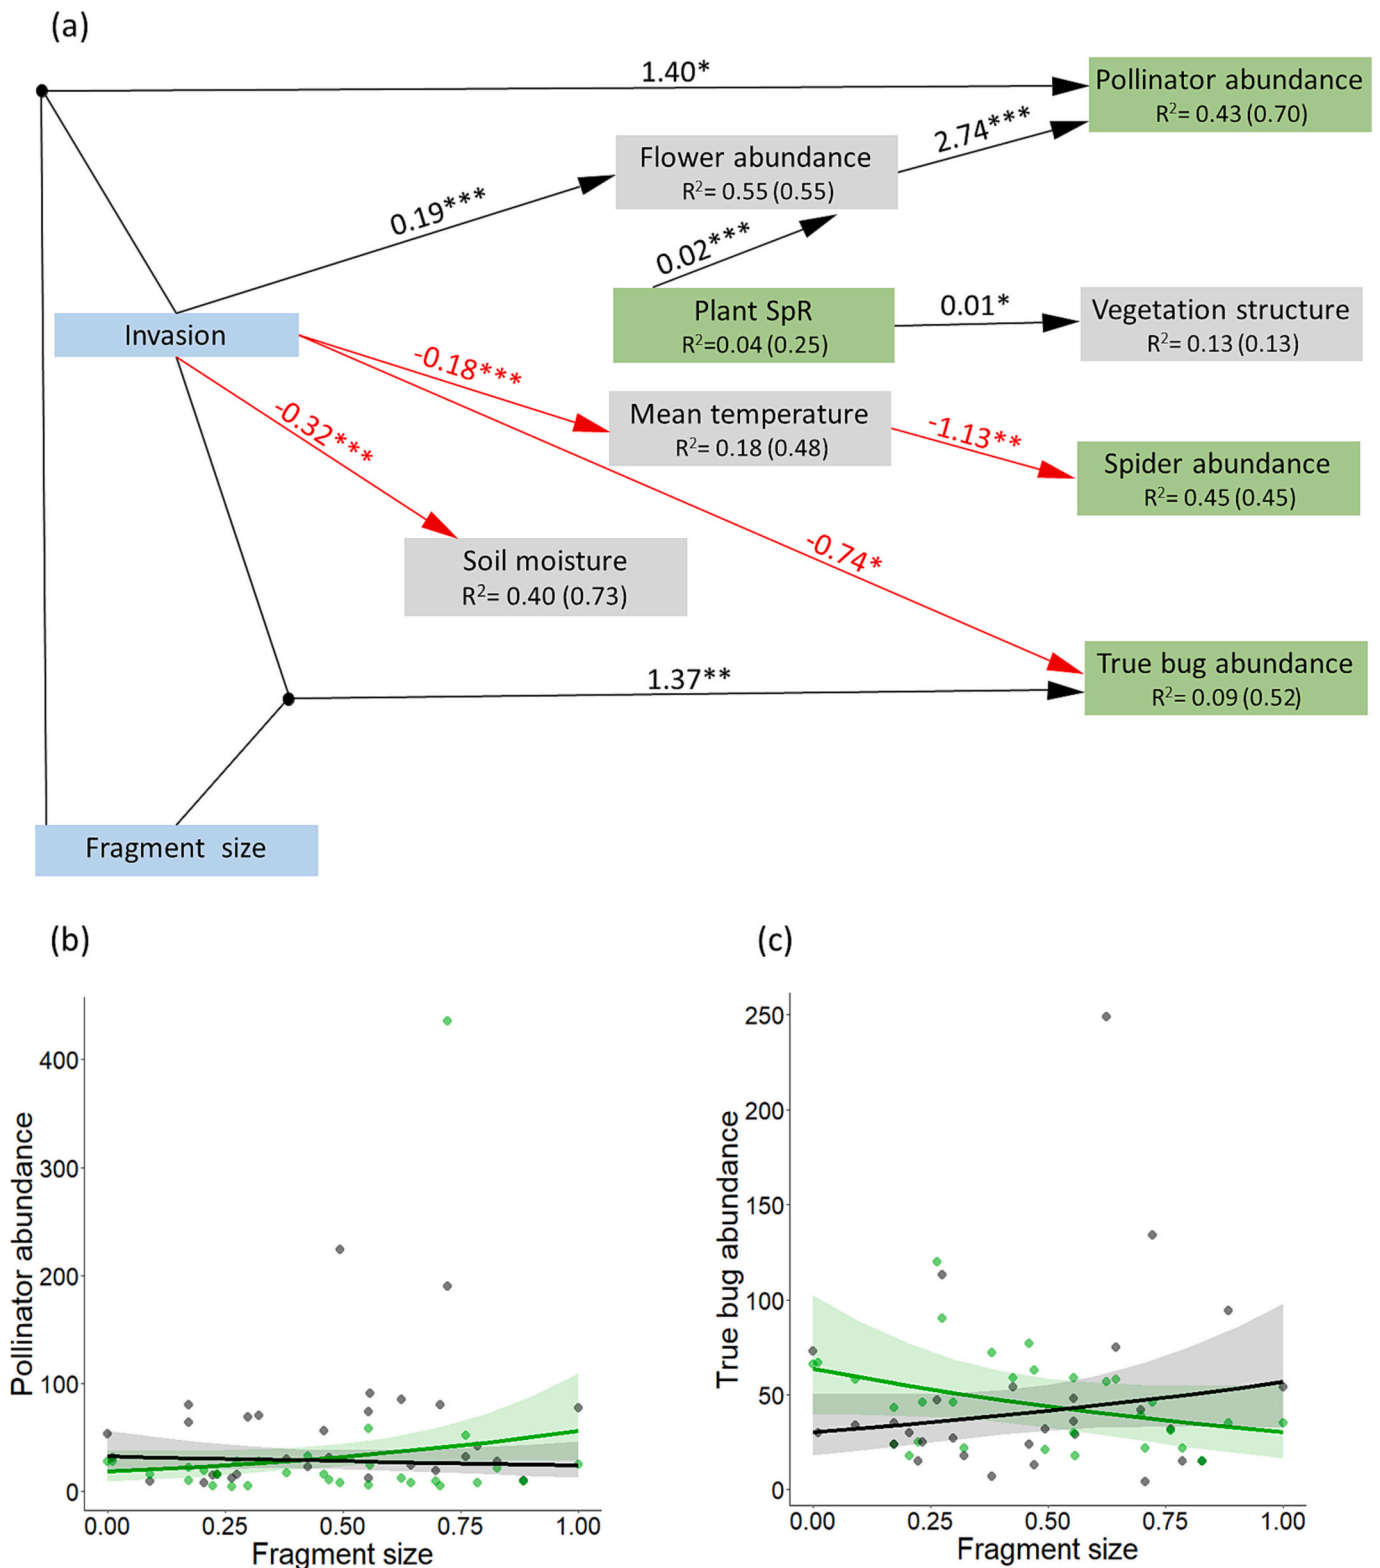 (a)
1.40*
Pollinator abundance
R²= 0.43 (0.70)
2.74***
Flower abundance
R²= 0.55 (0.55)
0.19***
0.02***
Plant SpR
R²=0.04 (0.25)
0.01*
Vegetation structure
R²= 0.13 (0.13)
Invasion
-0.18***
Mean temperature
R²= 0.18 (0.48)
-1.13**
Spider abundance
R²= 0.45 (0.45)
-0.32***
Soil moisture
R²= 0.40 (0.73)
-0.74*
True bug abundance
R²= 0.09 (0.52)
1.37**
Fragment size
(b)
Pollinator abundance
400
300
200
100
0
0.00 0.25 0.50 0.75 1.00
Fragment size
(c)
True bug abundance
250
200
150
100
50
0
0.00 0.25 0.50 0.75 1.00
Fragment size